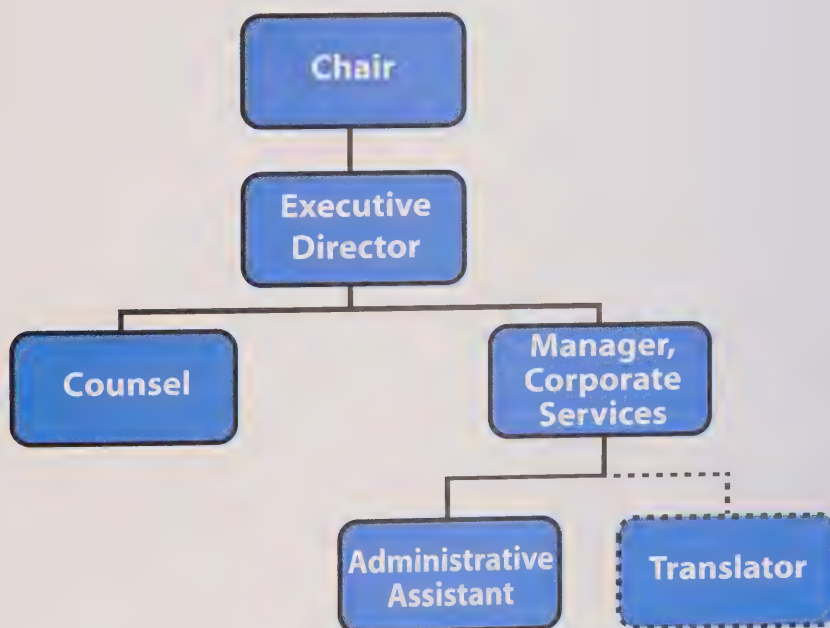 Chair
Executive
Director
Counsel
Manager,
Corporate
Services
Administrative
Assistant
Translator